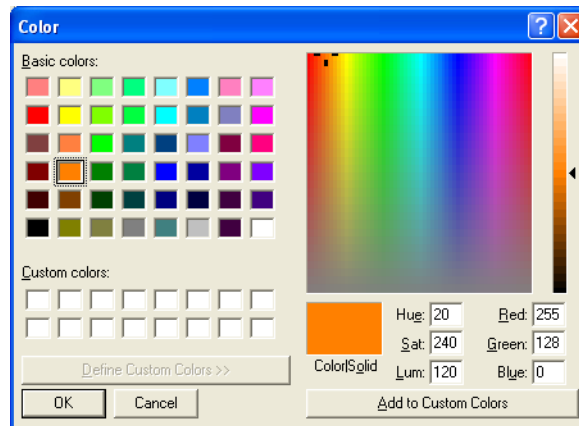 Color
Basic colors:
Custom colors:
Define Custom Colors >>
OK Cancel
Color|Solid
Hue: 20 Red: 255
Sat: 240 Green: 128
Lum: 120 Blue: 0
Add to Custom Colors